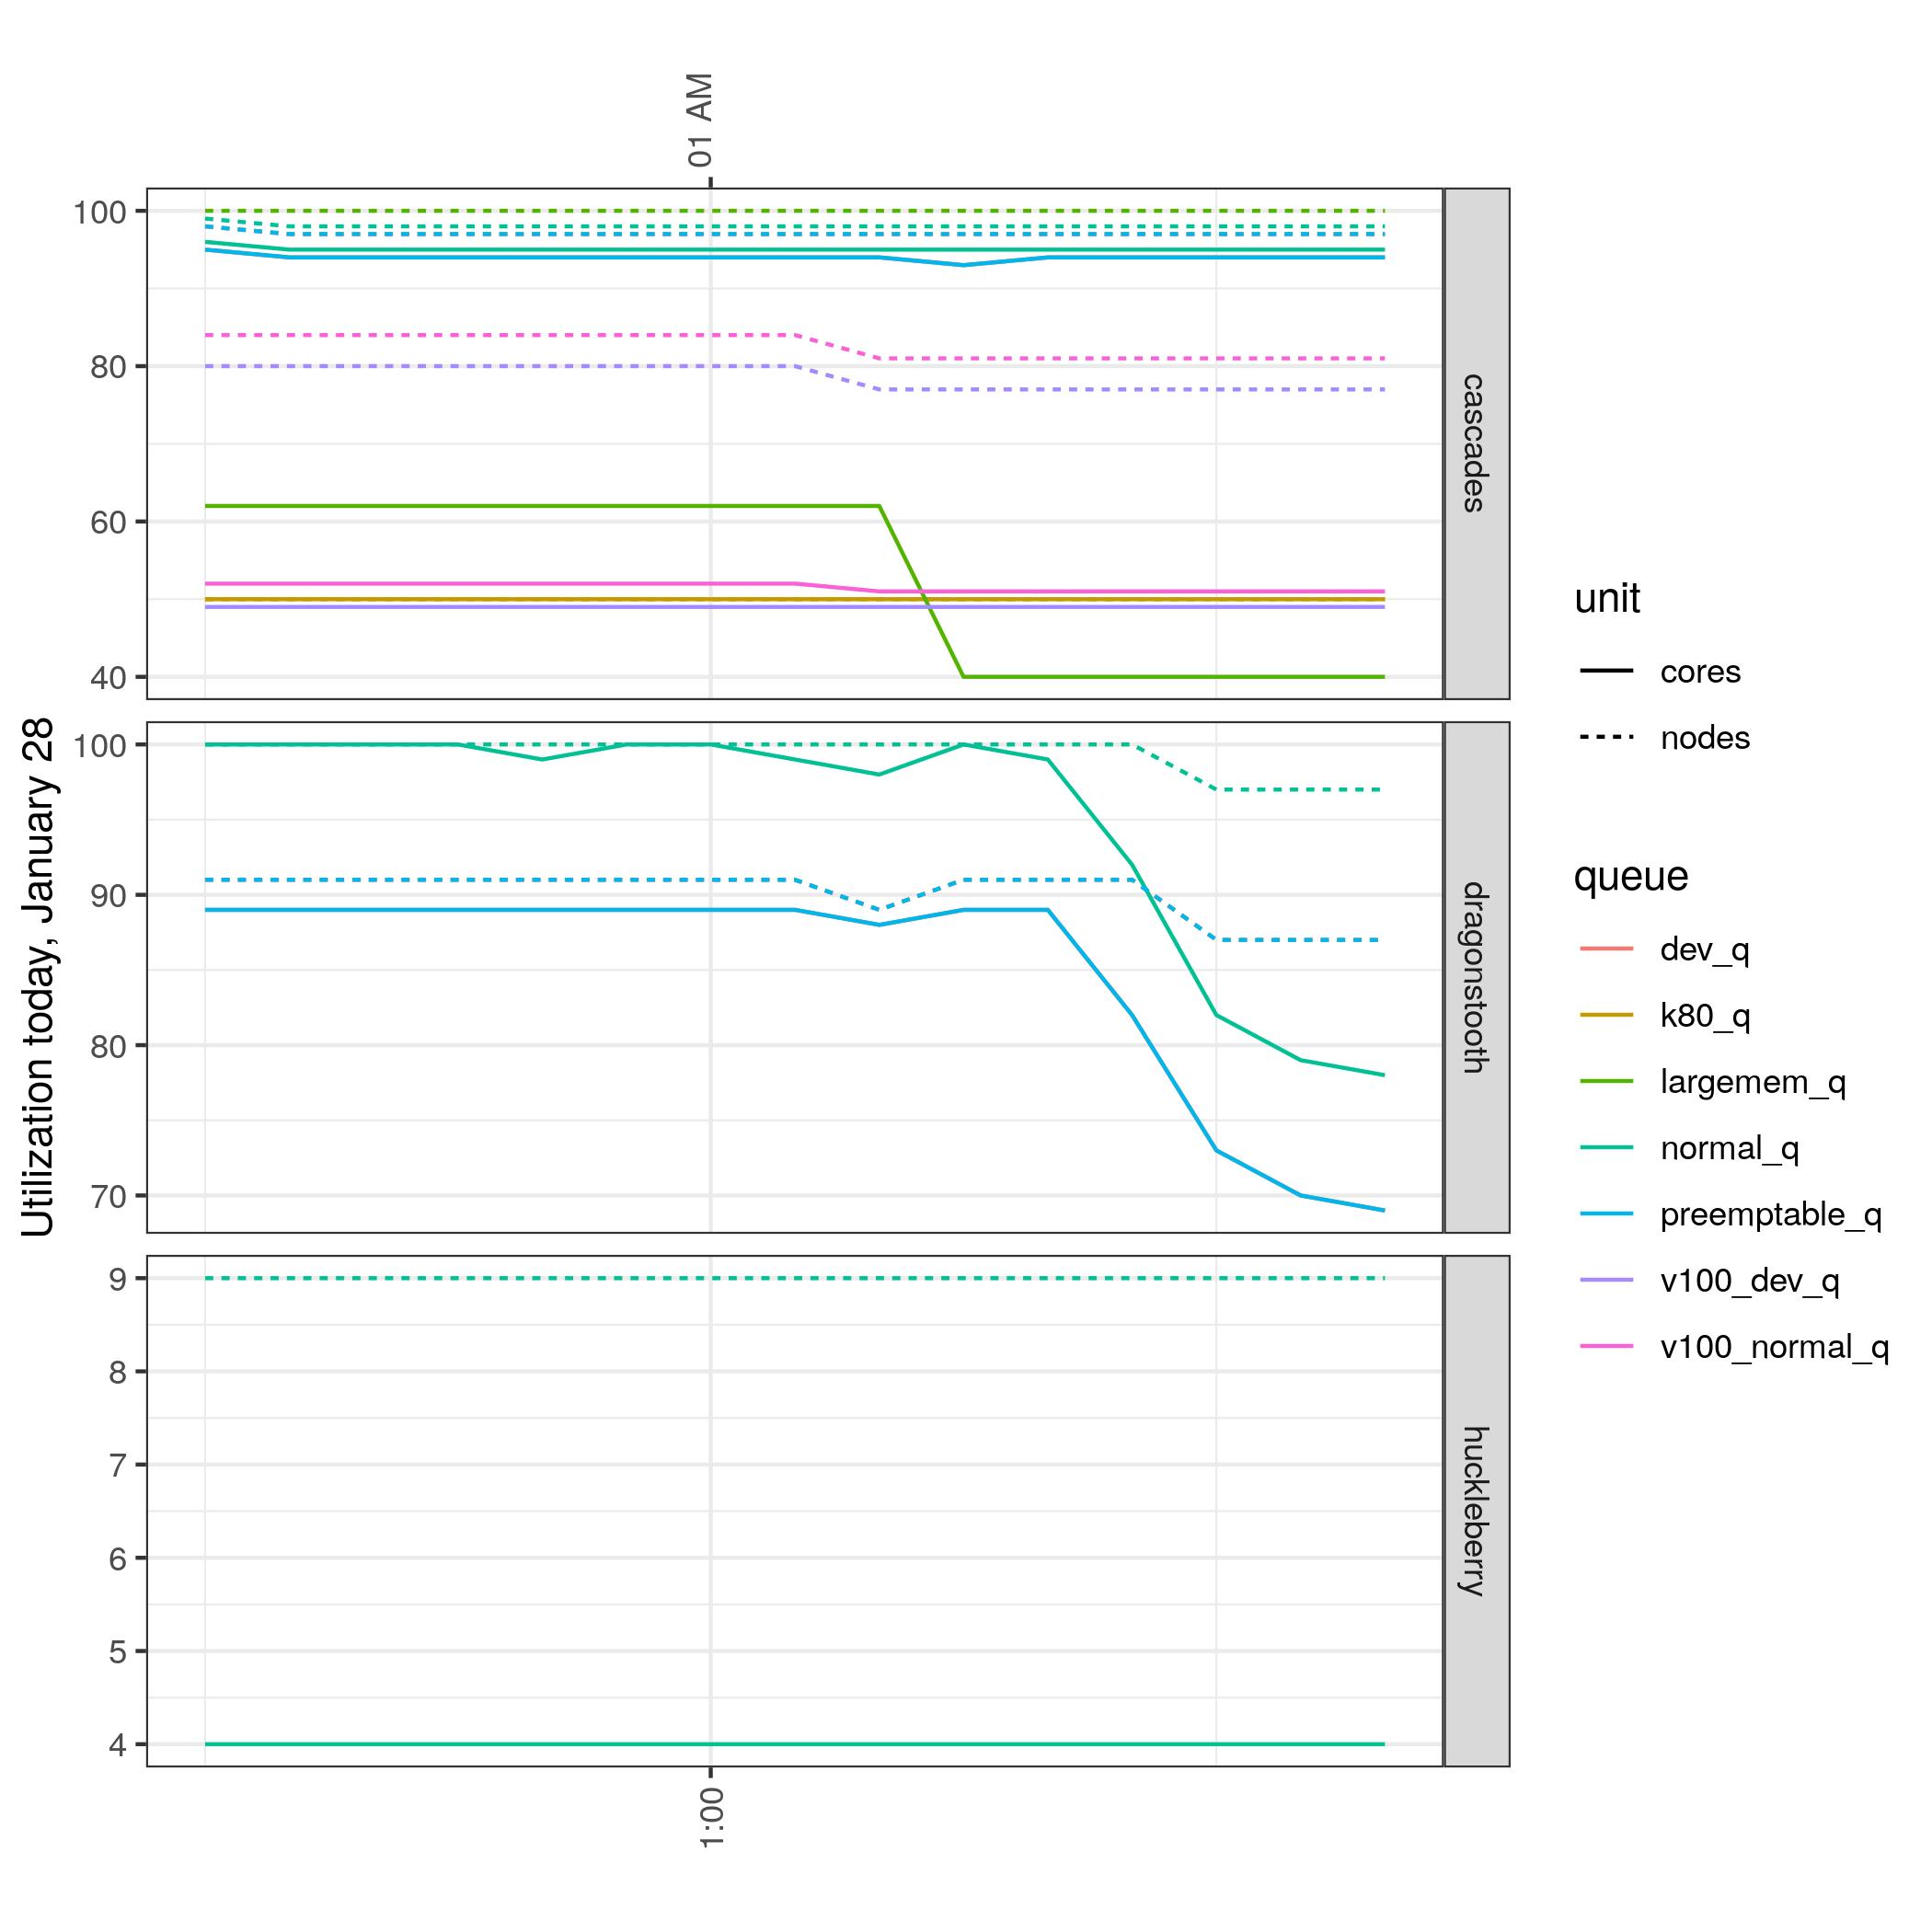 01 AM
Utilization today, January 28
100
80
60
40
cascades
100
90
80
70
dragonstooth
9
8
7
6
5
4
huckleberry
1:00
unit
cores
nodes
queue
dev_q
k80_q
largemem_q
normal_q
preemptable_q
v100_dev_q
v100_normal_q